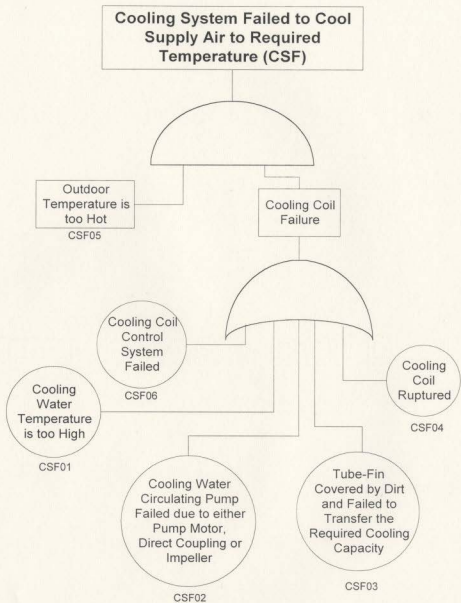 Cooling System Failed to Cool
Supply Air to Required
Temperature (CSF)
Outdoor
Temperature is
too Hot
CSF05
Cooling Coil
Failure
Cooling Coil
Control
System
Failed
CSF06
Cooling
Coil
Ruptured
CSF04
Cooling
Water
Temperature
is too High
CSF01
Cooling Water
Circulating Pump
Failed due to either
Pump Motor,
Direct Coupling or
Impeller
CSF02
Tube-Fin
Covered by Dirt
and Failed to
Transfer the
Required Cooling
Capacity
CSF03